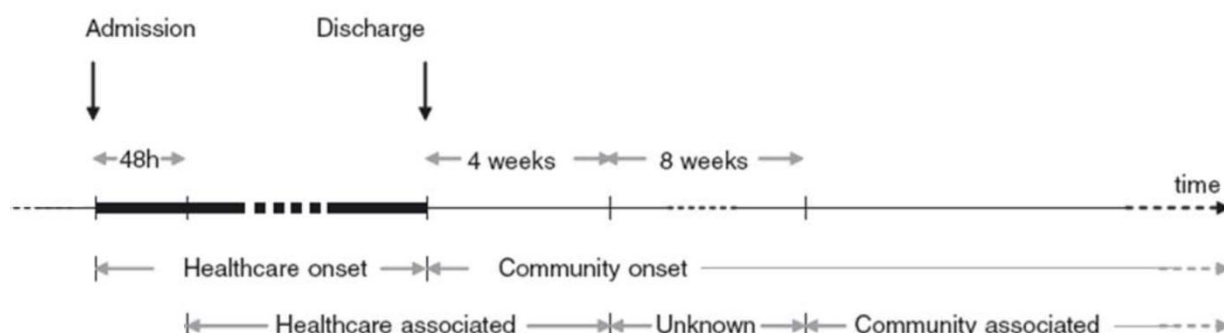 Admission Discharge
48h 4 weeks 8 weeks
time
Healthcare onset Community onset
Healthcare associated Unknown Community associated